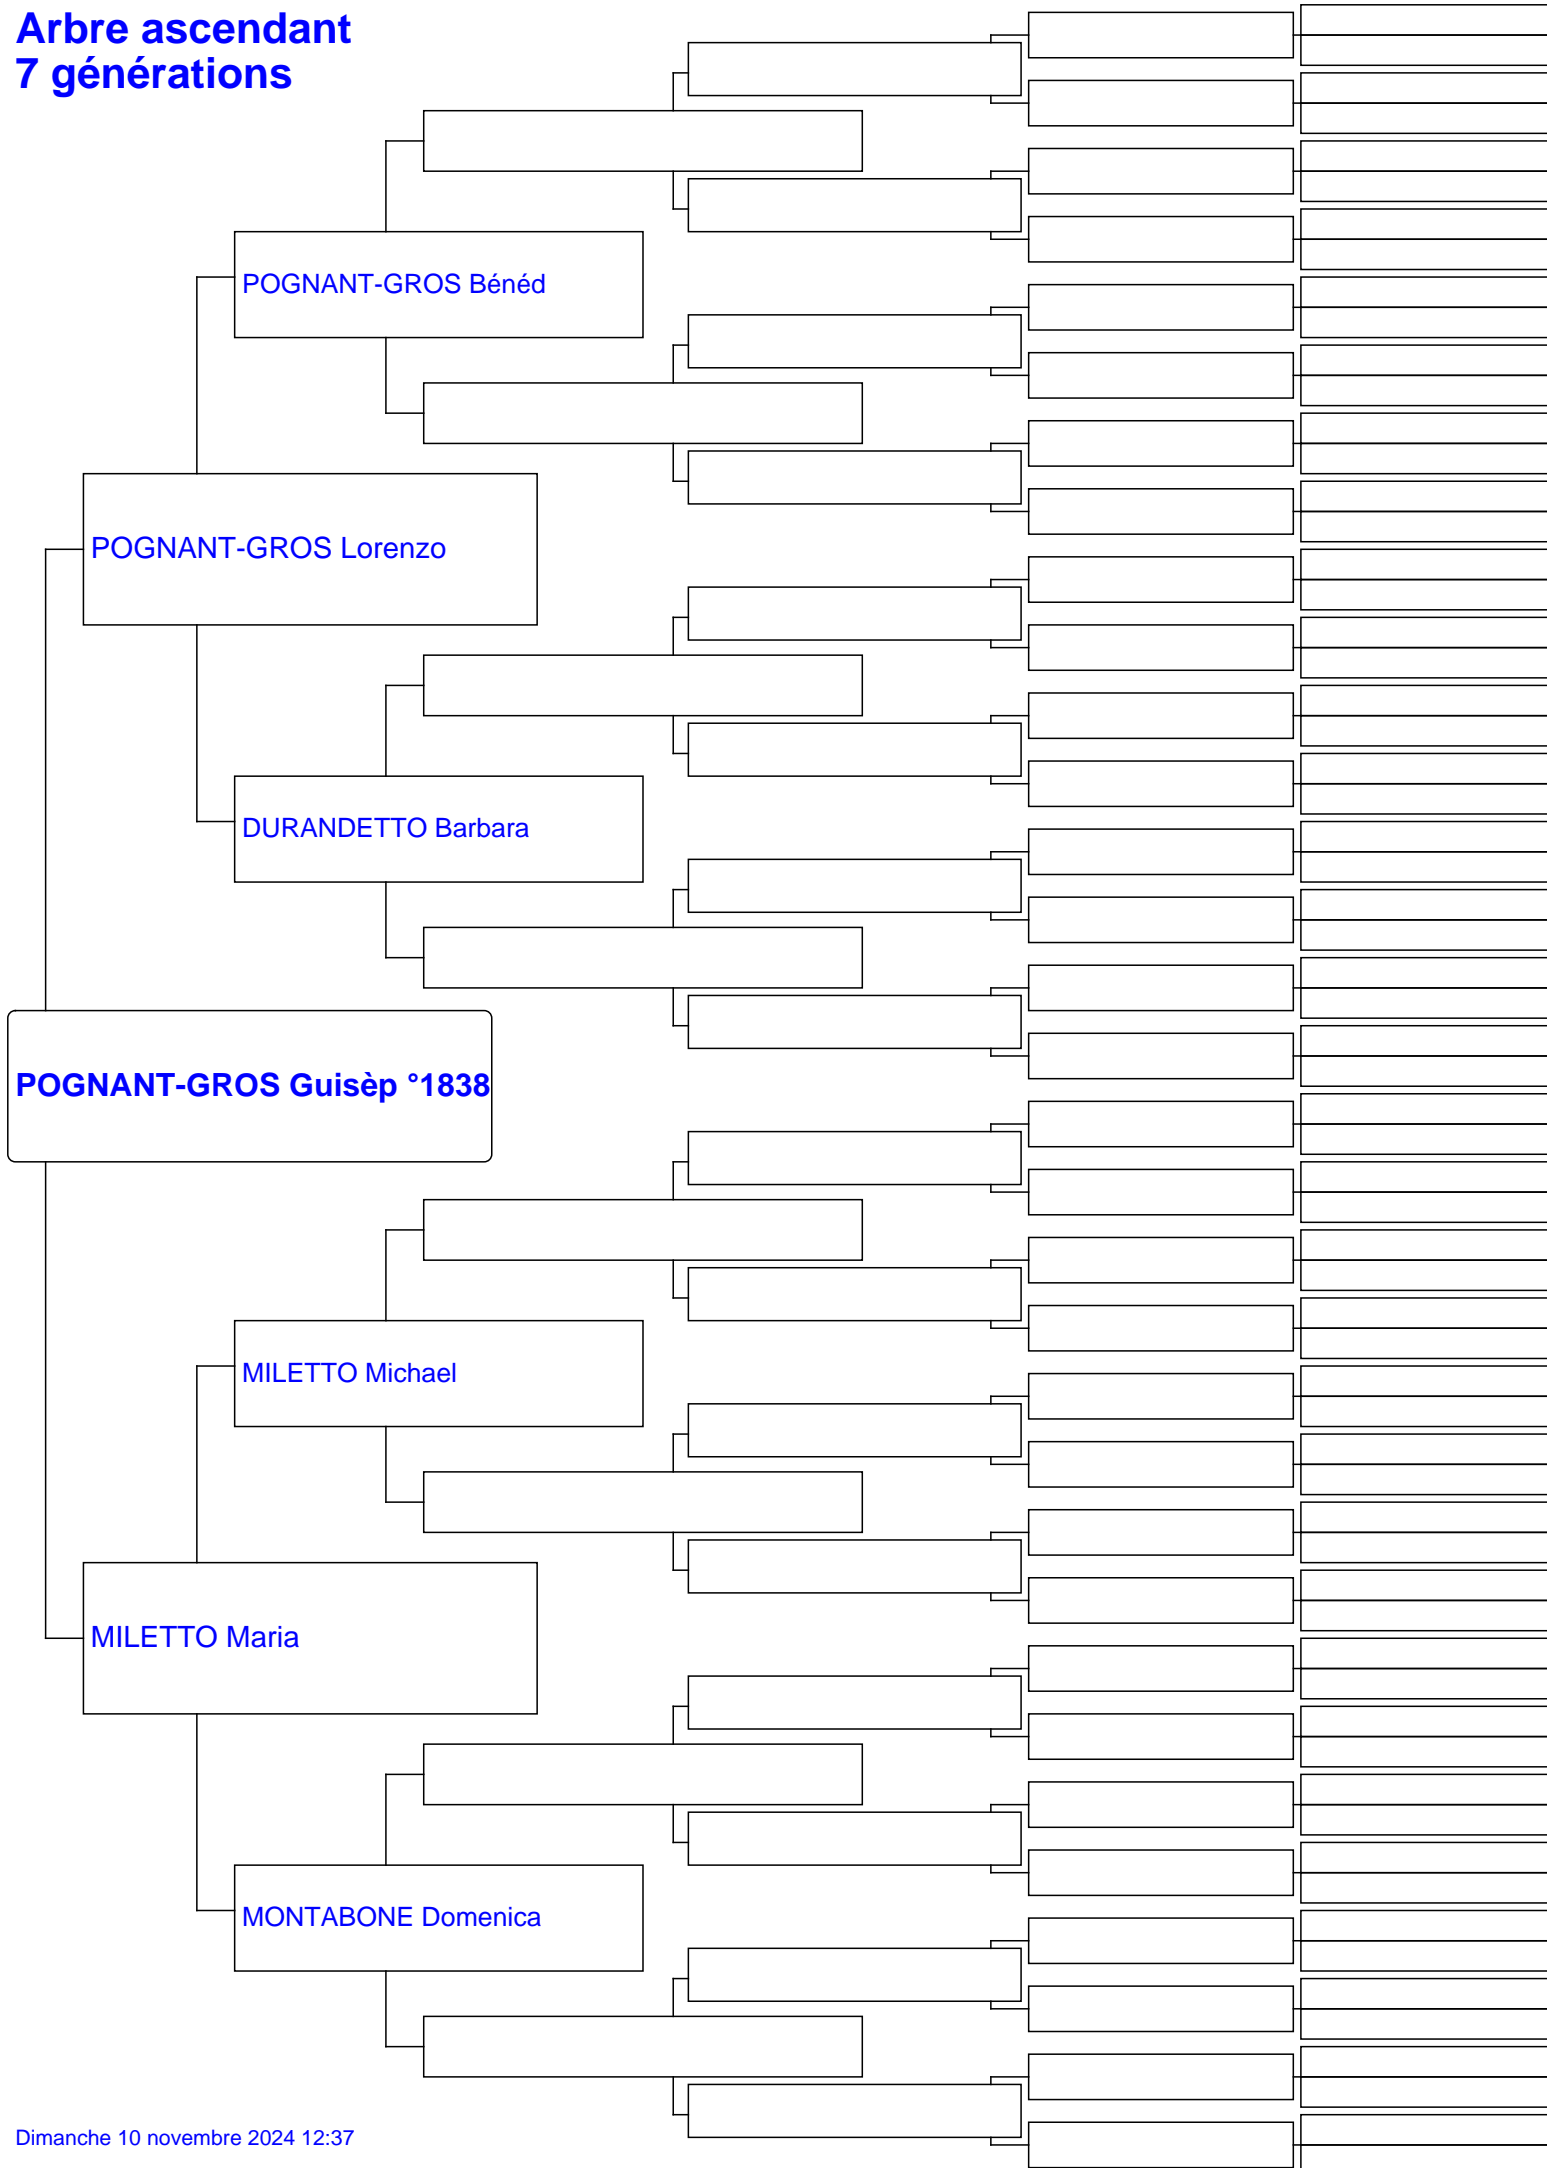 Arbre ascendant
7 générations
POGNANT-GROS Bénéd
POGNANT-GROS Lorenzo
DURANDETTO Barbara
POGNANT-GROS Guisèp °1838
MILETTO Michael
MILETTO Maria
MONTABONE Domenica
Dimanche 10 novembre 2024 12:37